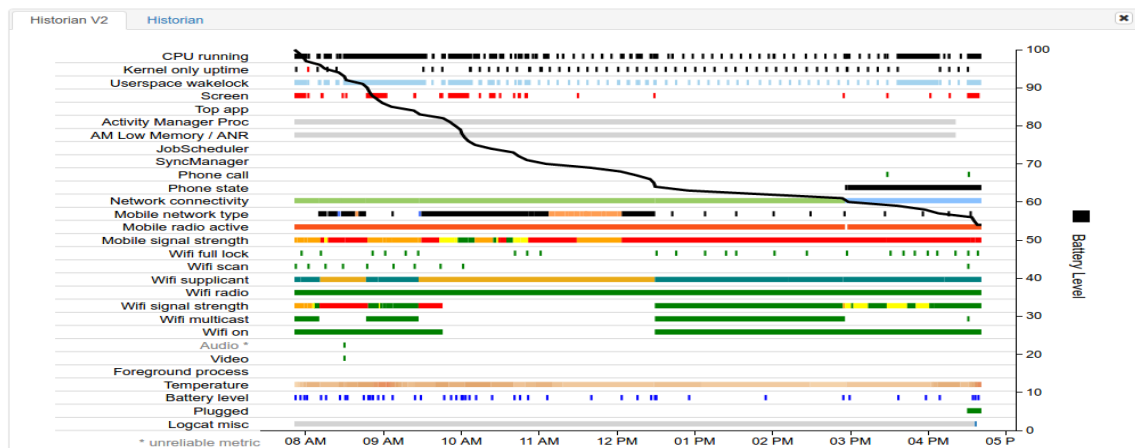 Historian V2 Historian
CPU running 100
Kernel only uptime
Userspace wakelock
Screen 90
Top app
Activity Manager Proc
AM Low Memory / ANR 80
JobScheduler
SyncManager
Phone call 70
Phone state
Network connectivity 60
Mobile network type
Mobile radio active
Mobile signal strength 50
Wifi full lock
Wifi scan
Wifi supplicant 40
Wifi radio
Wifi signal strength
Wifi multicast 30
Wifi on
Audio * 20
Video
Foreground process
Temperature 10
Battery level
Plugged
Logcat misc 0
* unreliable metric 08 AM 09 AM 10 AM 11 AM 12 PM 01 PM 02 PM 03 PM 04 PM 05 P
Battery Level